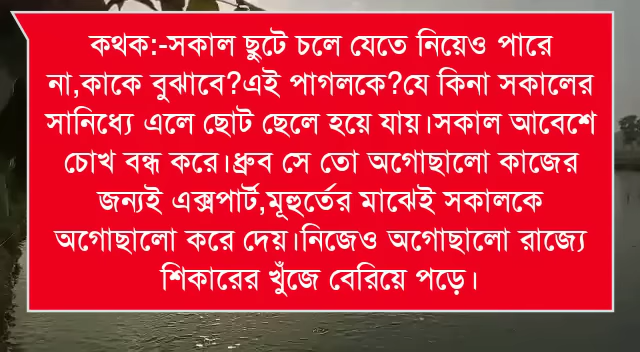 কথক:-সকাল ছুটে চলে যেতে নিয়েও পারে
না,কাকে বুঝাবে?এই পাগলকে?যে কিনা সকালের
সানিধ্যে এলে ছোট ছেলে হয়ে যায়।সকাল আবেশে
চোখ বন্ধ করে।ধ্রুব সে তো অগোছালো কাজের
জন্যই এক্সপার্ট,মূহুর্তের মাঝেই সকালকে
অগোছালো করে দেয়।নিজেও অগোছালো রাজ্যে
শিকারের খুঁজে বেরিয়ে পড়ে।